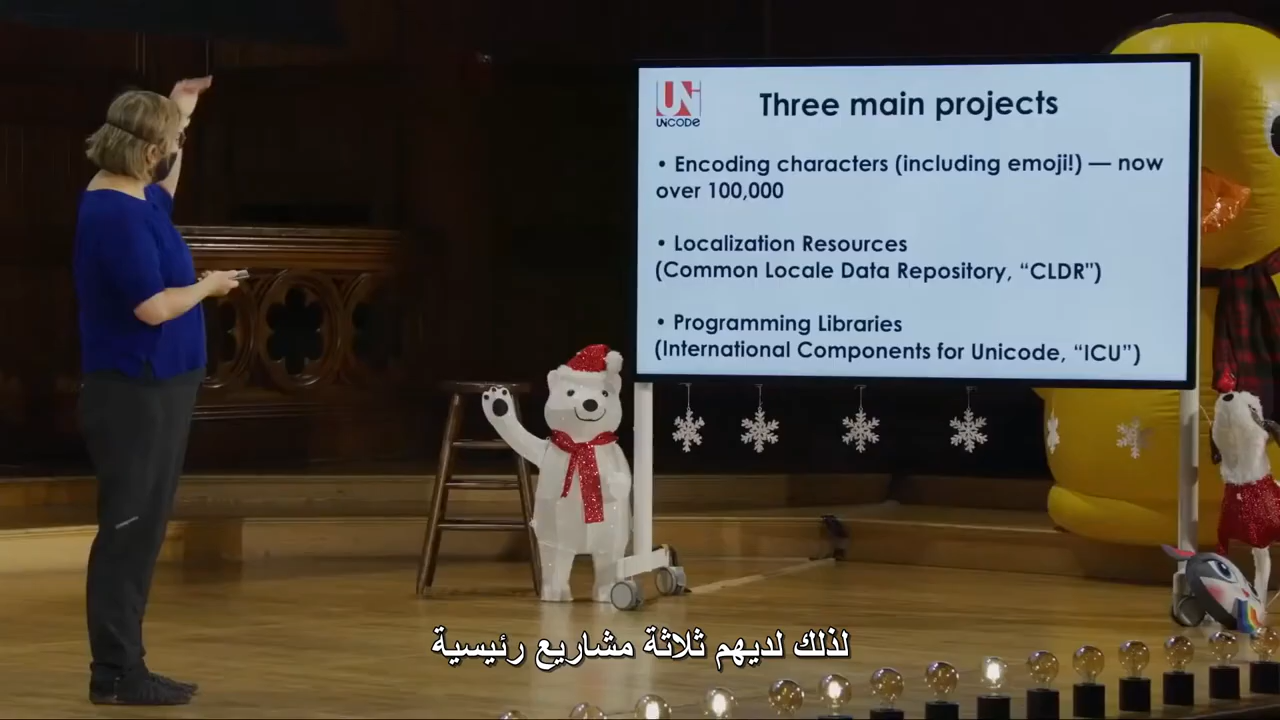 UNiCODe
Three main projects
• Encoding characters (including emoji!) — now
over 100,000
• Localization Resources
(Common Locale Data Repository, “CLDR”)
• Programming Libraries
(International Components for Unicode, “ICU”)
لذلك لديهم ثلاثة مشاريع رئيسية